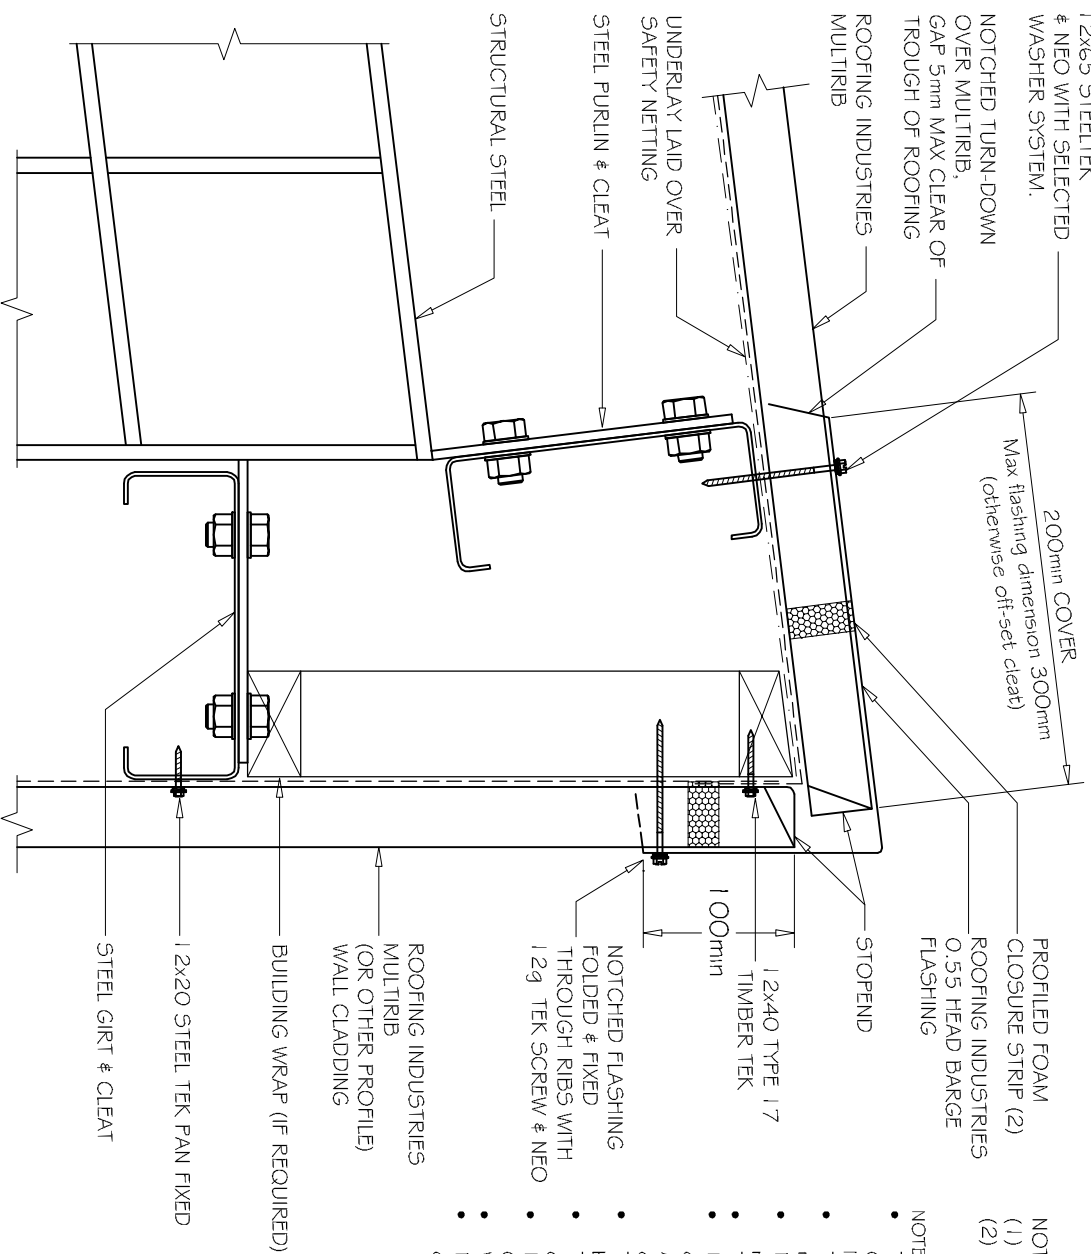 12x65 STEELTEK
& NEO WITH SELECTED
WASHER SYSTEM.
NOTCHED TURN-DOWN
OVER MULTIRIB,
GAP 5mm MAX CLEAR OF
TROUGH OF ROOFING
ROOFING INDUSTRIES
MULTIRIB
UNDERLAY LAID OVER
SAFETY NETTING
STEEL PURLIN & CLEAT
STRUCTURAL STEEL
200min COVER
Max flashing dimension 300mm
(otherwise off-set cleat)
PROFILED FOAM
CLOSURE STRIP (2)
ROOFING INDUSTRIES
0.55 HEAD BARGE
FLASHING
STOPEND
100min
12x40 TYPE 17
TIMBER TEK
NOTCHED FLASHING
FOLDED & FIXED
THROUGH RIBS WITH
12g TEK SCREW & NEO
ROOFING INDUSTRIES
MULTIRIB
(OR OTHER PROFILE)
WALL CLADDING
BUILDING WRAP (IF REQUIRED)
12x20 STEEL TEK PAN FIXED
STEEL GIRT & CLEAT
(1)
(2)